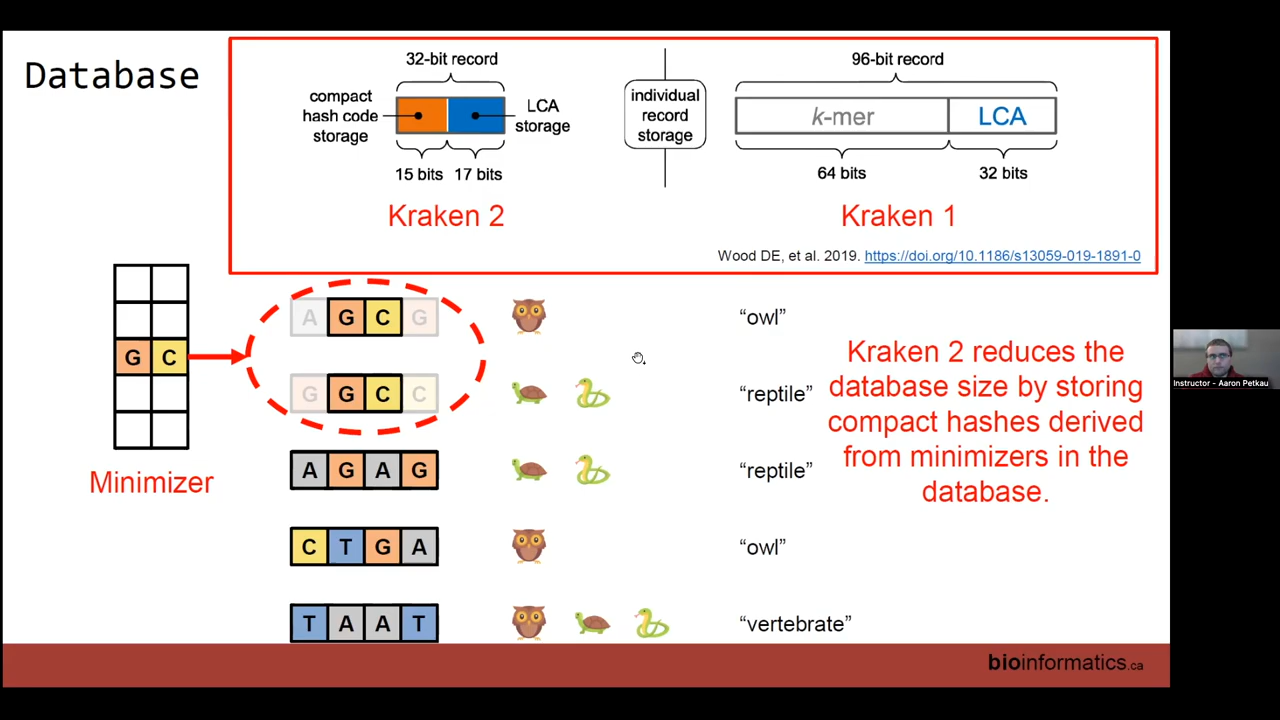 Database
32-bit record
compact
hash code
storage
LCA
storage
15 bits
17 bits
Kraken 2
individual
record
storage
96-bit record
k-mer
LCA
64 bits
32 bits
Kraken 1
Wood DE, et al. 2019. https://doi.org/10.1186/s13059-019-1891-0
G C
Minimizer
A G C G
“owl”
G G C C
“reptile”
A G A G
“reptile”
C T G A
“owl”
T A A T
“vertebrate”
Kraken 2 reduces the
database size by storing
compact hashes derived
from minimizers in the
database.
bioinformatics.ca
Instructor - Aaron Petkau